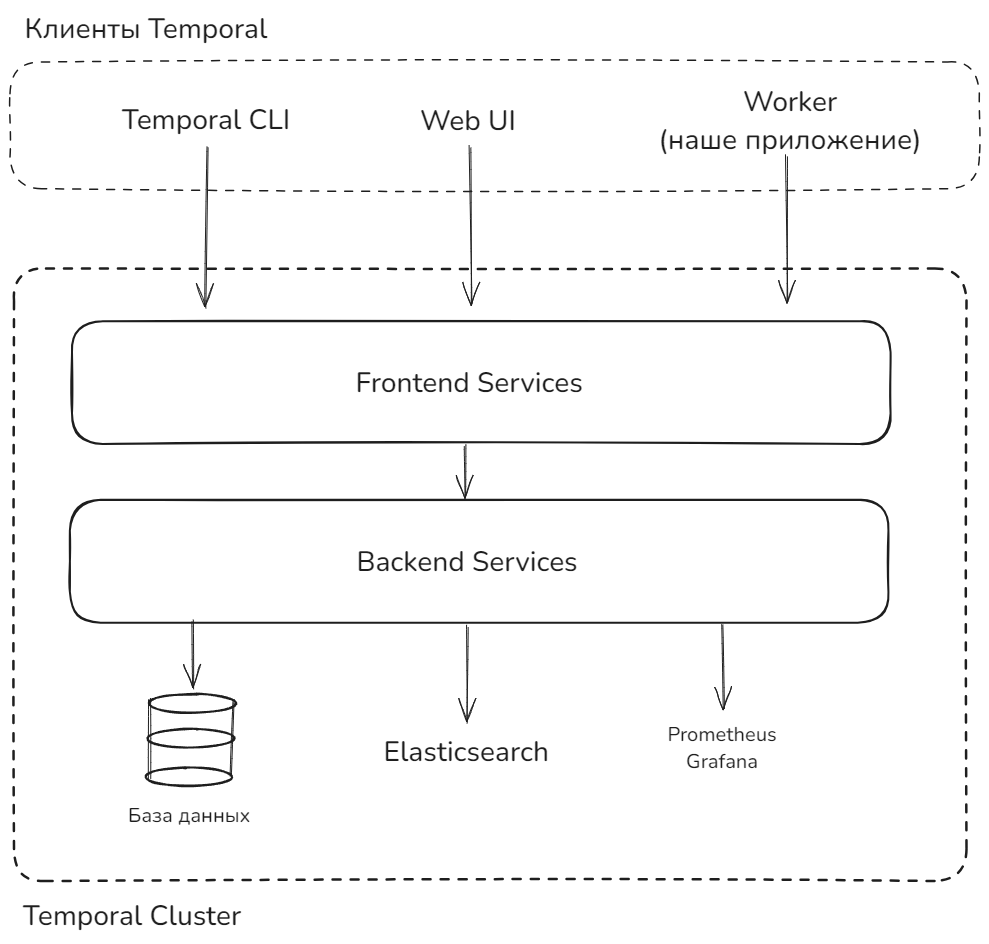 Клиенты Temporal
Temporal CLI
Web UI
Worker
(наше приложение)
Frontend Services
Backend Services
База данных
Elasticsearch
Prometheus
Grafana
Temporal Cluster